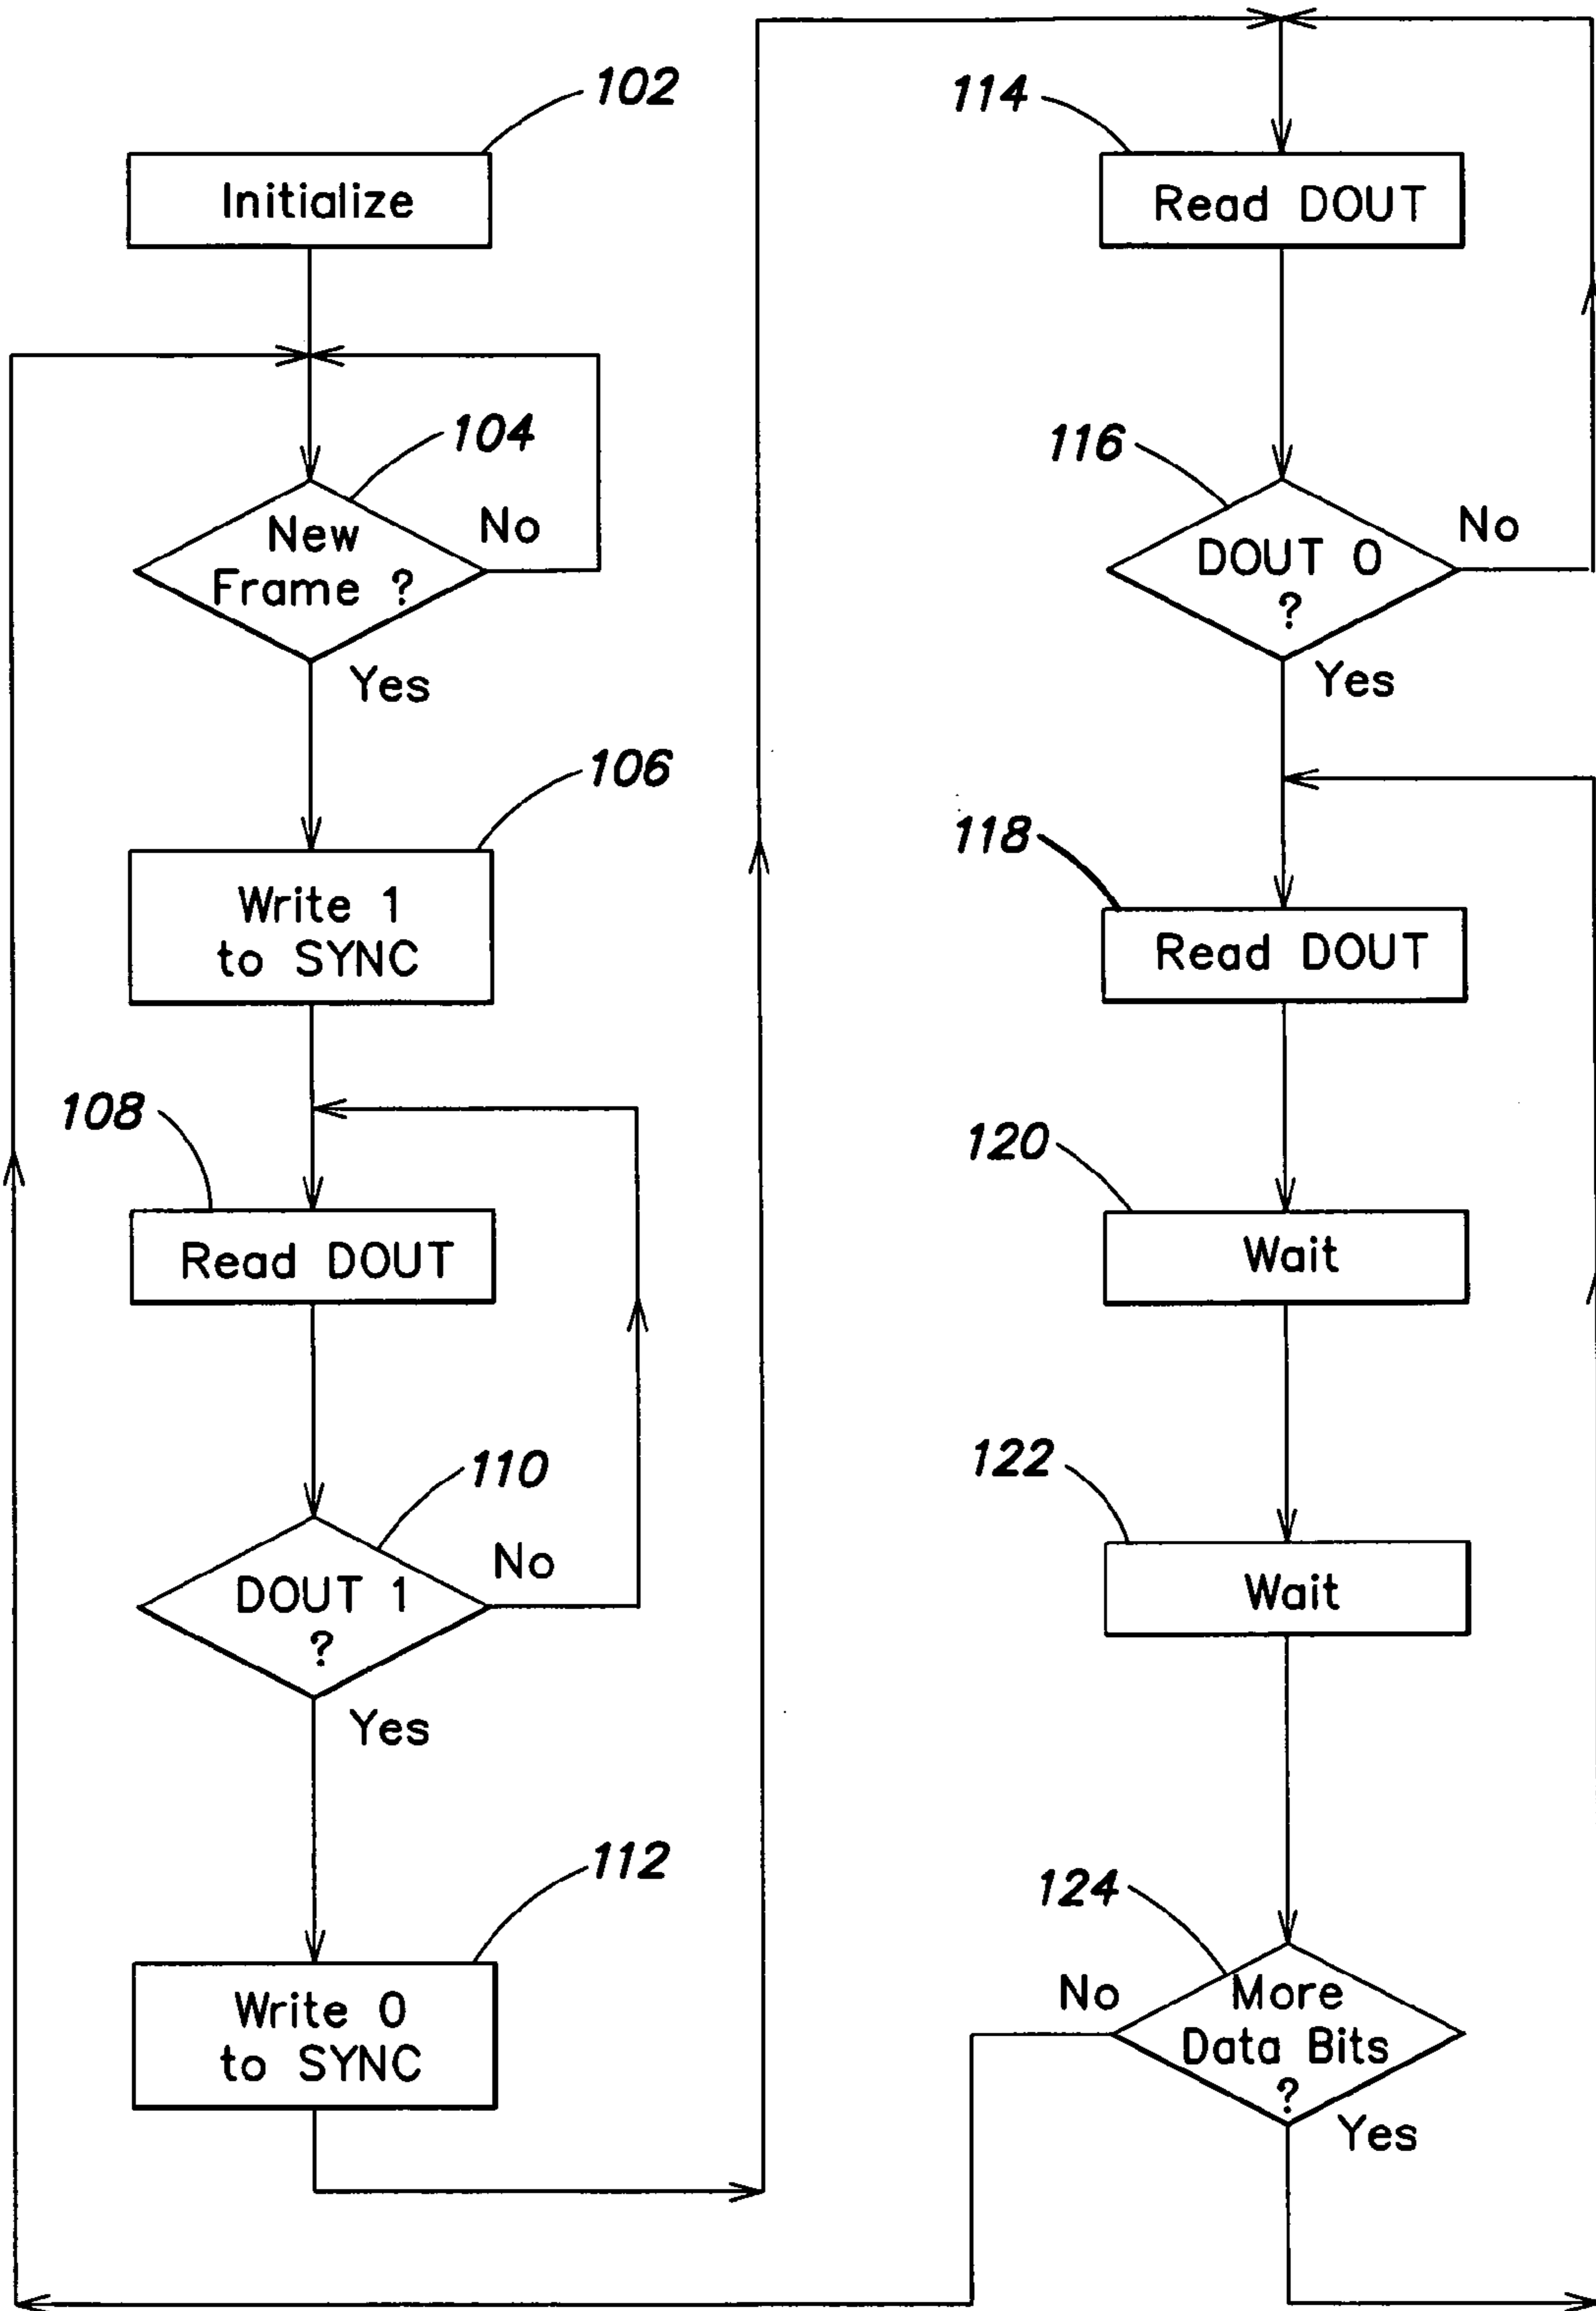 102
Initialize
104
New
Frame ?
No
Yes
106
Write 1
to SYNC
108
Read DOUT
110
DOUT 1
?
No
Yes
112
Write 0
to SYNC
114
Read DOUT
116
DOUT 0
?
No
Yes
118
Read DOUT
120
Wait
122
Wait
124
No
More
Data Bits
?
Yes